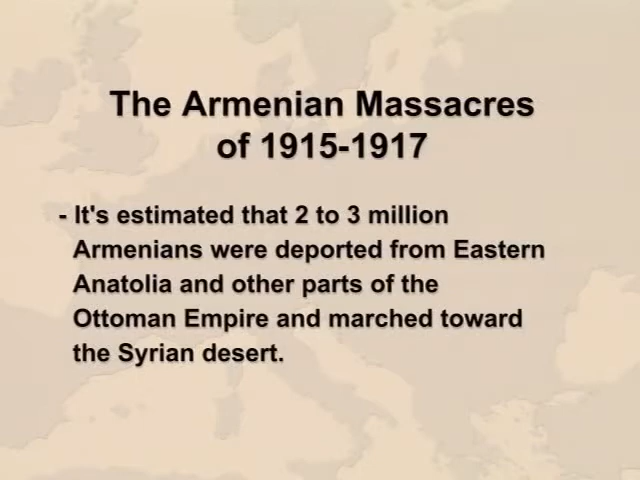 The Armenian Massacres
of 1915-1917
- It's estimated that 2 to 3 million
Armenians were deported from Eastern
Anatolia and other parts of the
Ottoman Empire and marched toward
the Syrian desert.